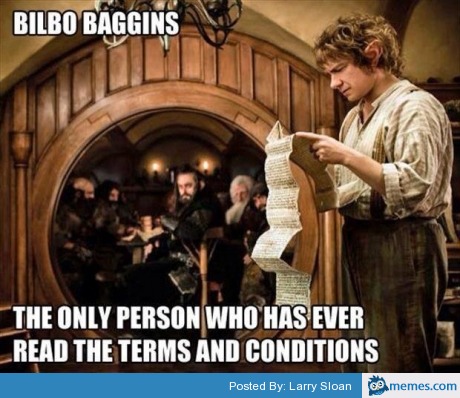 BILBO BAGGINS
THE ONLY PERSON WHO HAS EVER
READ THE TERMS AND CONDITIONS
Posted By: Larry Sloan
memes.com